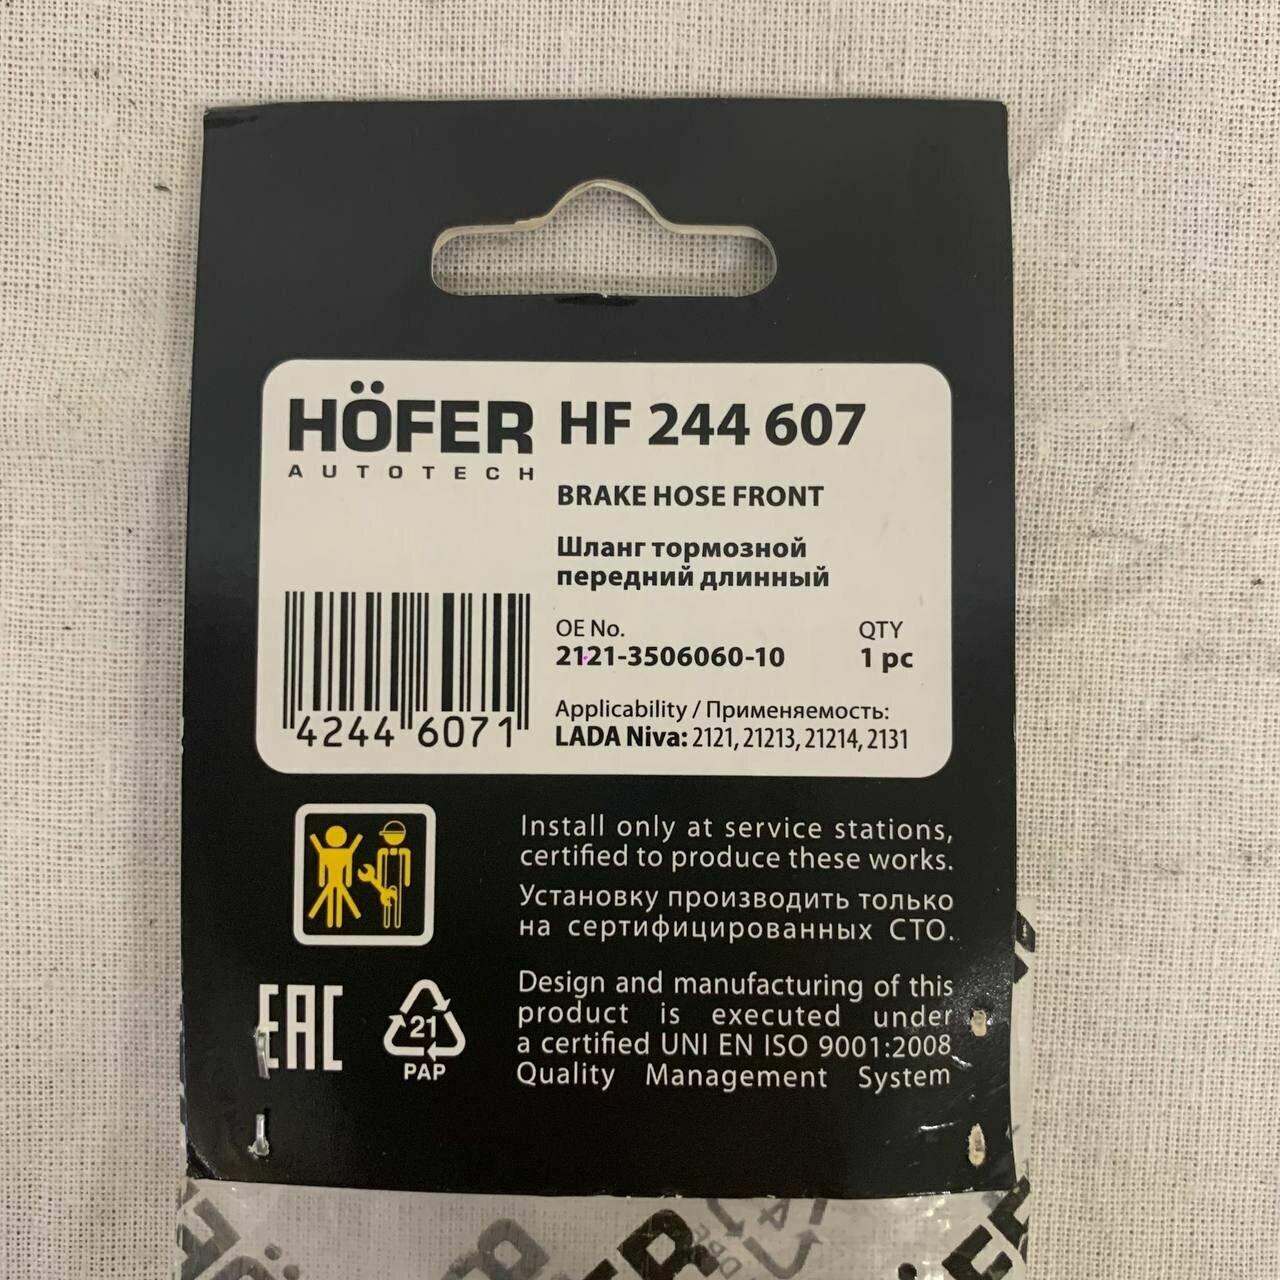 HÖFER
AUTOTECH
HF 244 607
BRAKE HOSE FRONT
Шланг тормозной
передний длинный
OE No.
QTY
2121-3506060-10
1 pc
Applicability / Применяемость:
LADA Niva: 2121, 21213, 21214, 2131
4244 6071
Install only at service stations,
certified to produce these works.
Установку производить только
на сертифицированных СТО.
EAC
21
PAP
Design and manufacturing of this
product is executed under
a certified UNI EN ISO 9001:2008
Quality Management System